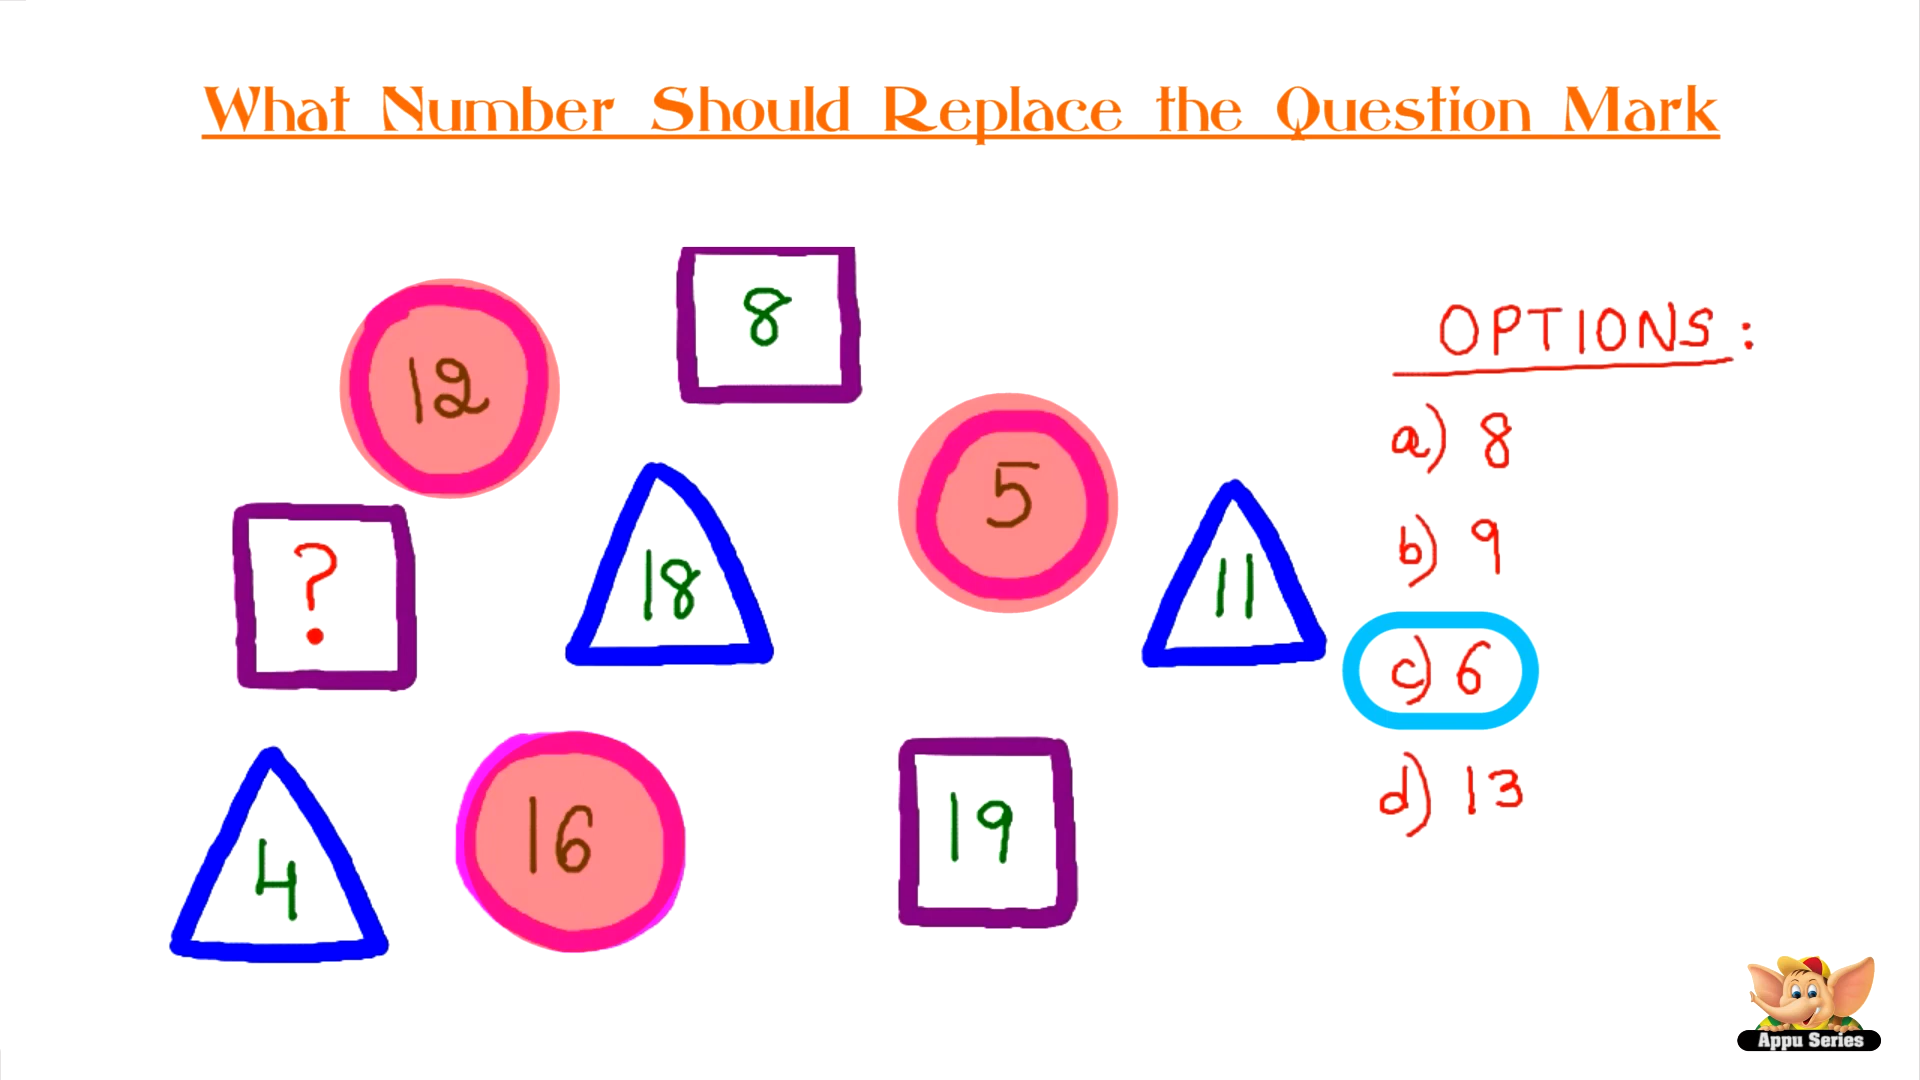 What Number Should Replace the Question Mark
8
12
5
?
18
11
4
16
19
OPTIONS:
a) 8
b) 9
c) 6
d) 13
Appu Series